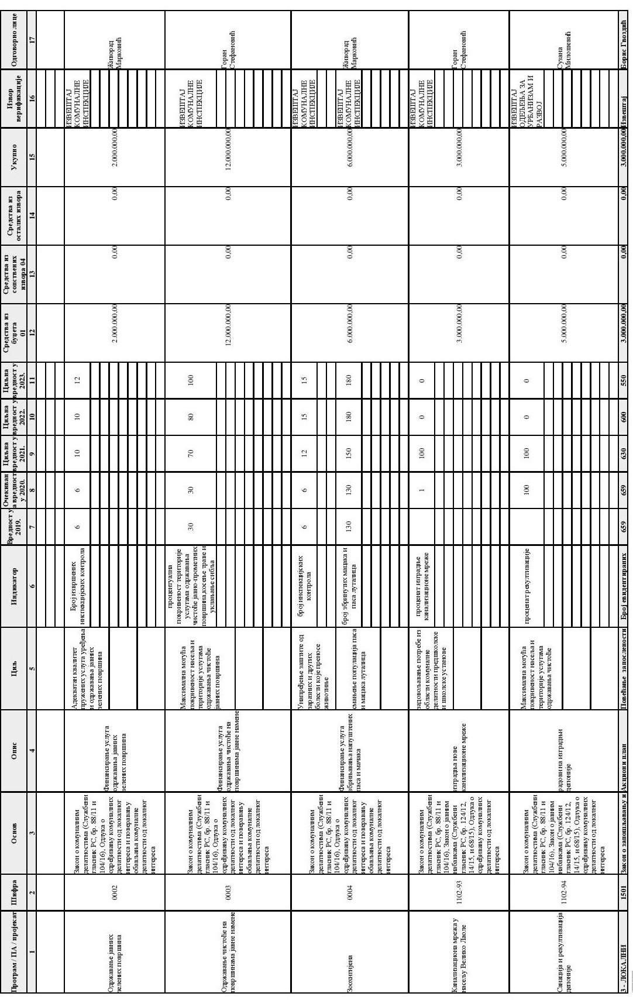 Програм / ПА / пројекат
Шифра
Основ
Опис
Циљ
Индикатор
Вредност у
2019.
Очекиван
а вредност
у 2020.
Циљна
вредност у
2021.
Циљна
вредност у
2022.
Циљна
вредност у
2023.
Средства из
буџета
01
Средства из
сопствених
извора 04
Средства из
осталих извора
Укупно
Извор
верификације
Одговорно лице
1
2
3
4
5
6
7
8
9
10
11
12
13
14
15
16
17
Одржавање јавних
зелених површина
0002
Закон о комуналним
делатностима (Службени
гласник РС, бр. 88/11 и
104/16), Одлука о
одређивању комуналних
делатности од локалног
интереса и поверавању
обављања комуналне
делатности од локалног
интереса
Финансирање услуга
одржавања јавних
зелених површина
Адекватан квалитет
пружених услуга уређења
и одржавања јавних
зелених површина
Број извршених
инспекцијских контрола
6
6
10
10
12
2.000.000,00
0,00
0,00
2.000.000,00
ИЗВЕШТАЈ
КОМУНАЛНЕ
ИНСПЕКЦИЈЕ
Живорад
Марковић
Одржавање чистоће на
површинама јавне намене
0003
Закон о комуналним
делатностима (Службени
гласник РС, бр. 88/11 и
104/16), Одлука о
одређивању комуналних
делатности од локалног
интереса и поверавању
обављања комуналне
делатности од локалног
интереса
Финансирање услуга
одржавања чистоће на
површинама јавне намене
Максимална могућа
покривеност насеља и
територије услугама
одржавања чистоће
јавних површина
процентуална
покривеност територије
услугама одржавања
чистоће јавно-прометних
површина,косење траве и
уклањање сибља
30
30
70
80
100
12.000.000,00
0,00
0,00
12.000.000,00
ИЗВЕШТАЈ
КОМУНАЛНЕ
ИНСПЕКЦИЈЕ
Горан
Стефановић
Зоохигијена
0004
Закон о комуналним
делатностима (Службени
гласник РС, бр. 88/11 и
104/16), Одлука о
одређивању комуналних
делатности од локалног
интереса и поверавању
обављања комуналне
делатности од локалног
интереса
Финансирање услуга
збрињавања напуштених
паса и мачака
Унапређење заштите од
заразних и других
болести које преносе
животиње
број инспекцијских
контрола
6
6
12
15
15
смањење популација паса
и мацака луталица
број збринутих мацака и
паса луталица
130
130
150
180
180
6.000.000,00
0,00
0,00
6.000.000,00
ИЗВЕШТАЈ
КОМУНАЛНЕ
ИНСПЕКЦИЈЕ
ИЗВЕШТАЈ
КОМУНАЛНЕ
ИНСПЕКЦИЈЕ
Живорад
Марковић
Канализациона мрежа у
насељу Велико Лаоле
1102-93
Закон о комуналним
делатностима (Службени
гласник РС, бр. 88/11 и
104/16), Закон о јавним
набавкама (Службени
гласник РС, бр. 124/12,
14/15, и 68/15), Одлука о
одређивању комуналних
делатности од локалног
интереса
изградња нове
канализационе мреже
задовољавање потребе из
области комуналне
делатности предшколске
и школске установе
проценат изградње
канализационе мреже
1
100
0
0
3.000.000,00
0,00
0,00
3.000.000,00
ИЗВЕШТАЈ
КОМУНАЛНЕ
ИНСПЕКЦИЈЕ
Горан
Стефановић
Санација и рекултивација
депоније
1102-94
Закон о комуналним
делатностима (Службени
гласник РС, бр. 88/11 и
104/16), Закон о јавним
набавкама (Службени
гласник РС, бр. 124/12,
14/15, и 68/15), Одлука о
одређивању комуналних
делатности од локалног
интереса
радови на изградњи
депоније
Максимална могућа
покривеност насеља и
територије услугама
одржавања чистоће
проценат рекултивације
100
100
0
0
5.000.000,00
0,00
0,00
5.000.000,00
ИЗВЕШТАЈ
ОДЕЉЕЊА ЗА
УРБАНИЗАМ И
РАЗВОЈ
Сузана
Милошевић
3 - ЛОКАЛНИ
1501
Закон о запошљавању и
Акциони план
Повећање запослености
Број евидентираних
659
659
630
600
550
3.000.000,00
0,00
0,00
3.000.000,00
Извештај
Борис Гвоздић